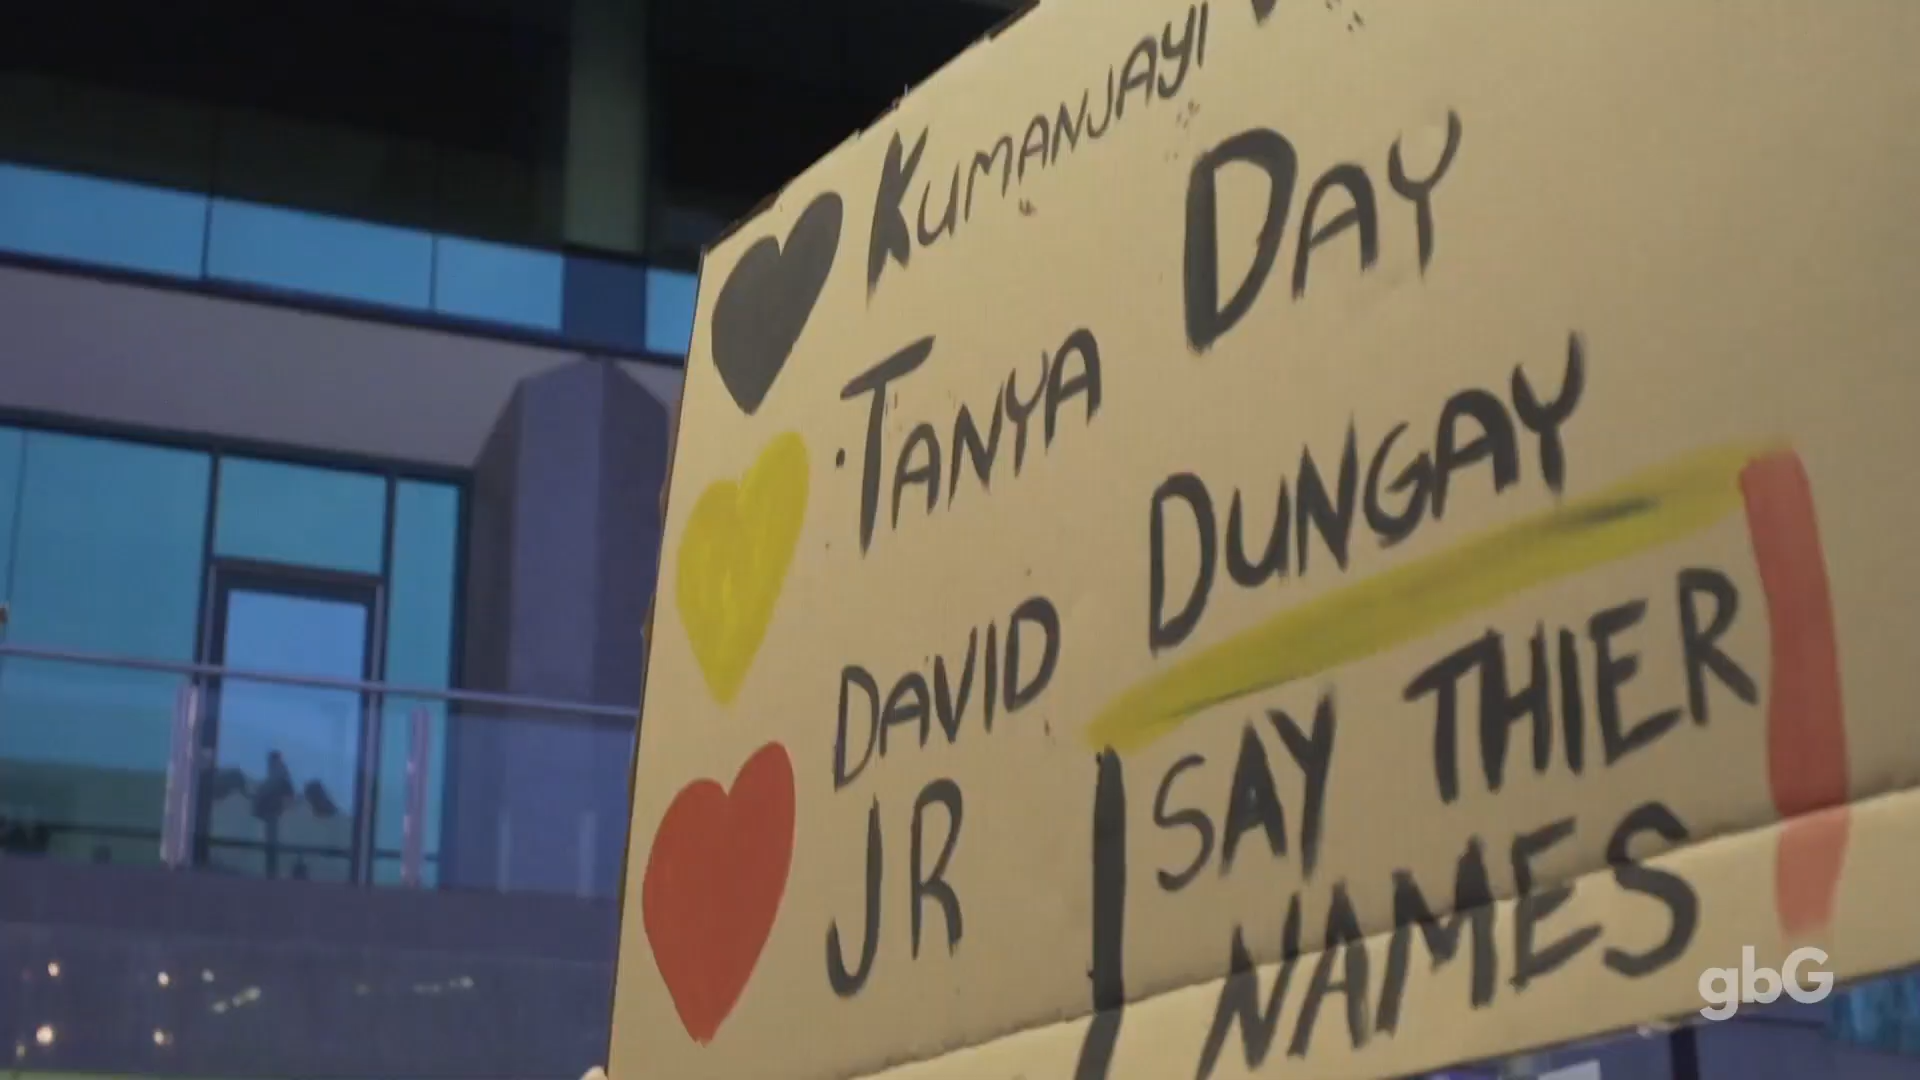 KUMANJAYI
TANYA DAY
DAVID DUNGAY
JR
SAY THIER
NAMES
gbG